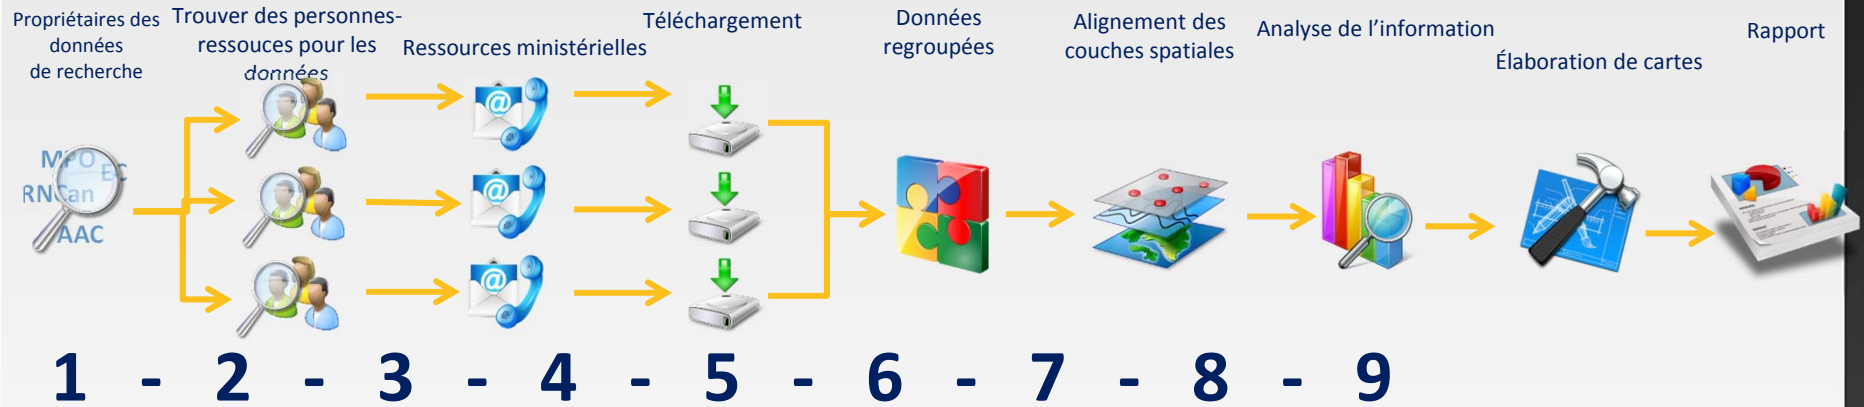 Propriétaires des
données
de recherche
Trouver des personnes-
ressouces pour les
données
Ressources ministérielles
Téléchargement
Données
regroupées
Alignement des
couches spatiales
Analyse de l’information
Élaboration de cartes
Rapport
MPO
EC
RNCan
AAC
@
@
@
1 - 2 - 3 - 4 - 5 - 6 - 7 - 8 - 9